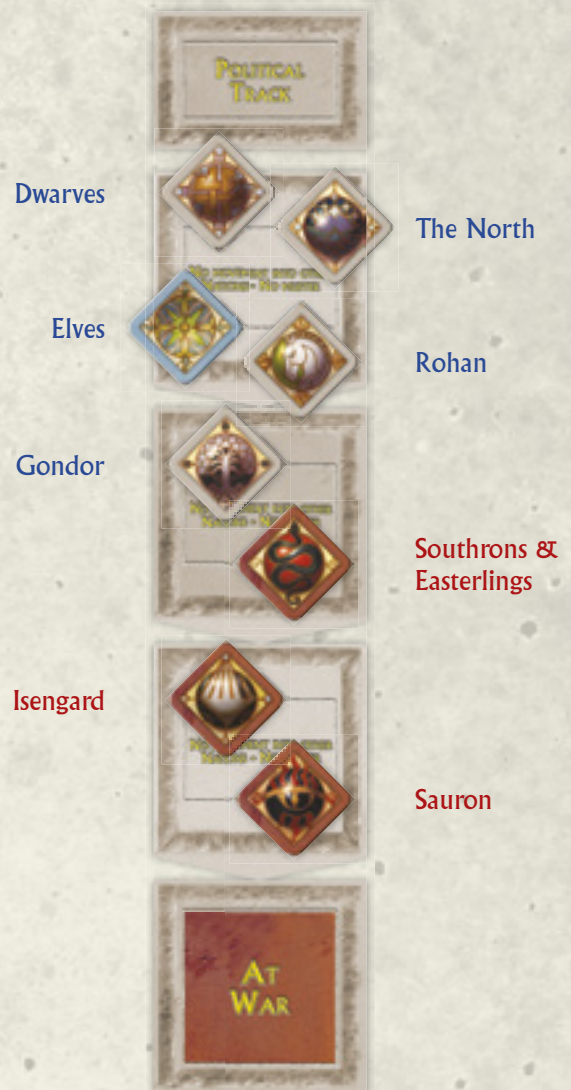 POLITICAL
TRACK
Dwarves
The North
Elves
Rohan
Gondor
Southrons &
Easterlings
Isengard
Sauron
AT
WAR